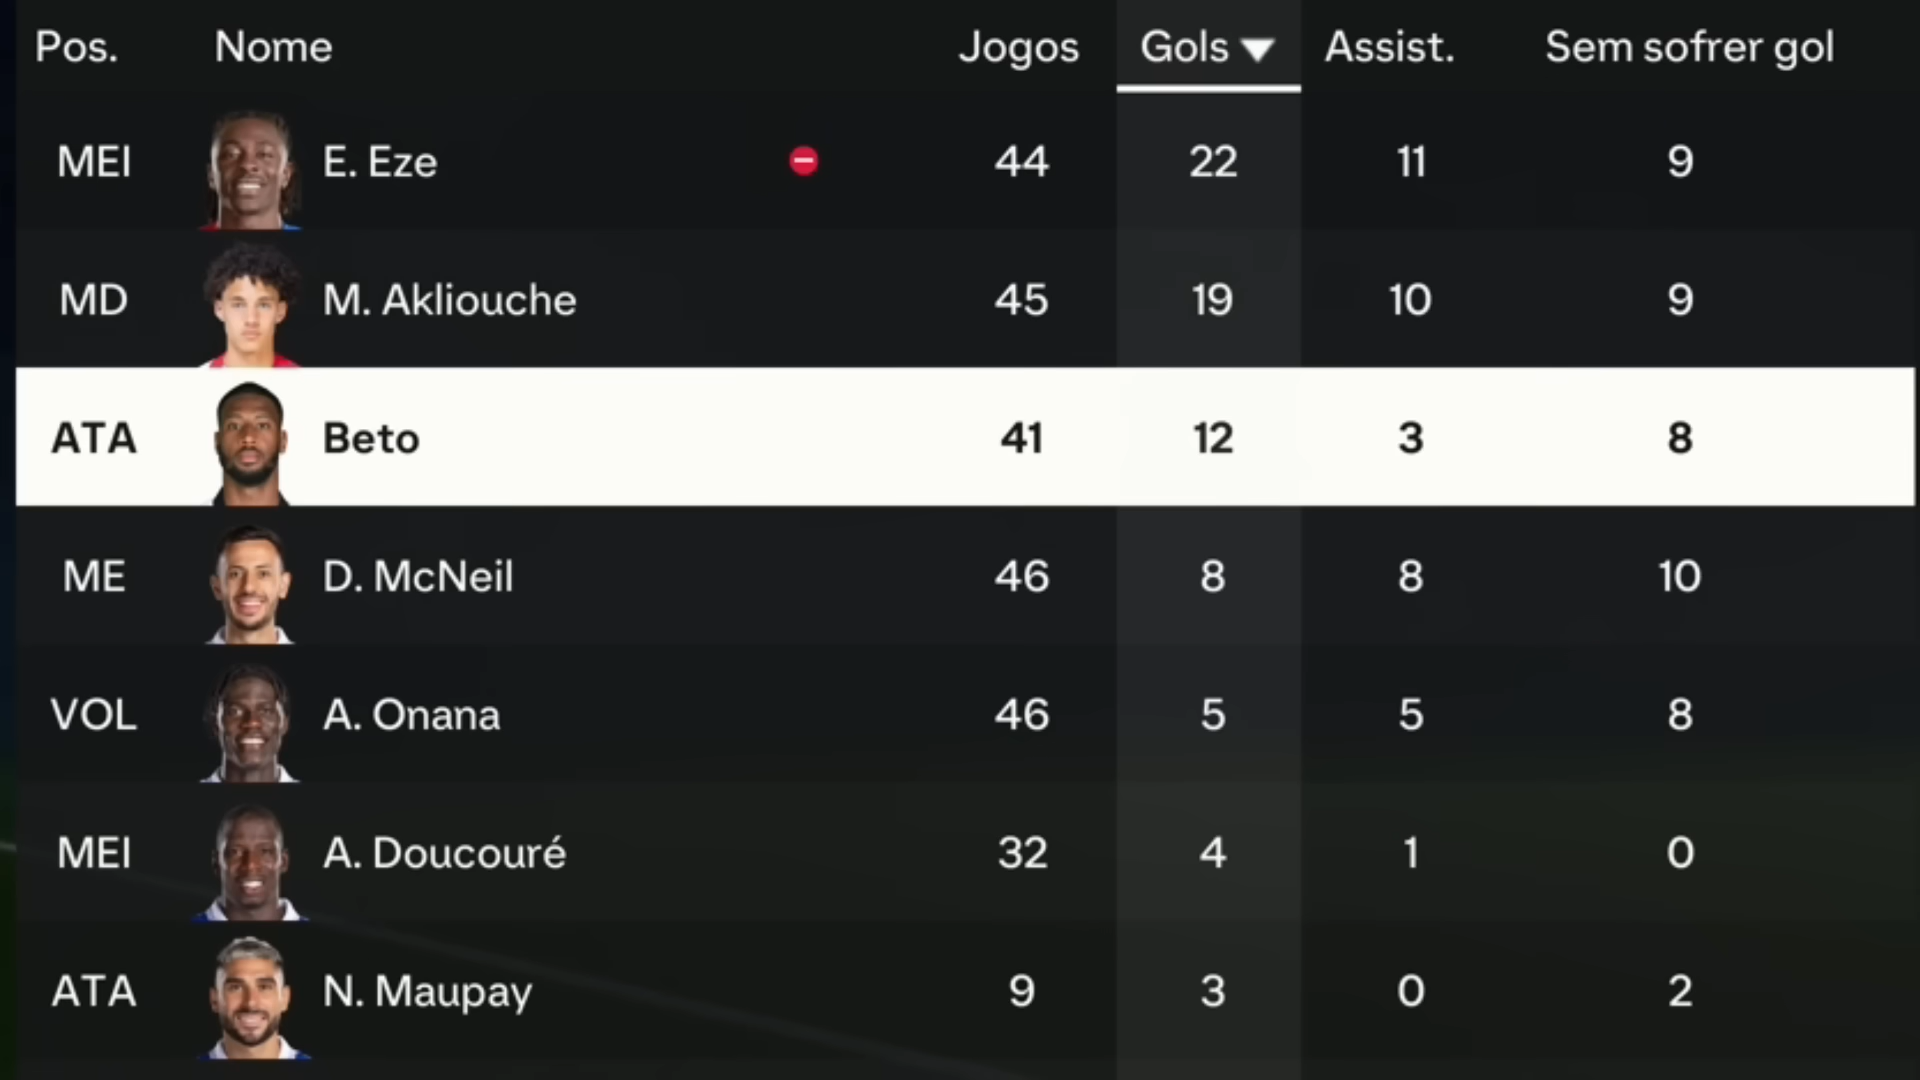 Pos. Nome Jogos Gols Assist. Sem sofrer gol
MEI E. Eze 44 22 11 9
MD M. Akliouche 45 19 10 9
ATA Beto 41 12 3 8
ME D. McNeil 46 8 8 10
VOL A. Onana 46 5 5 8
MEI A. Doucouré 32 4 1 0
ATA N. Maupay 9 3 0 2